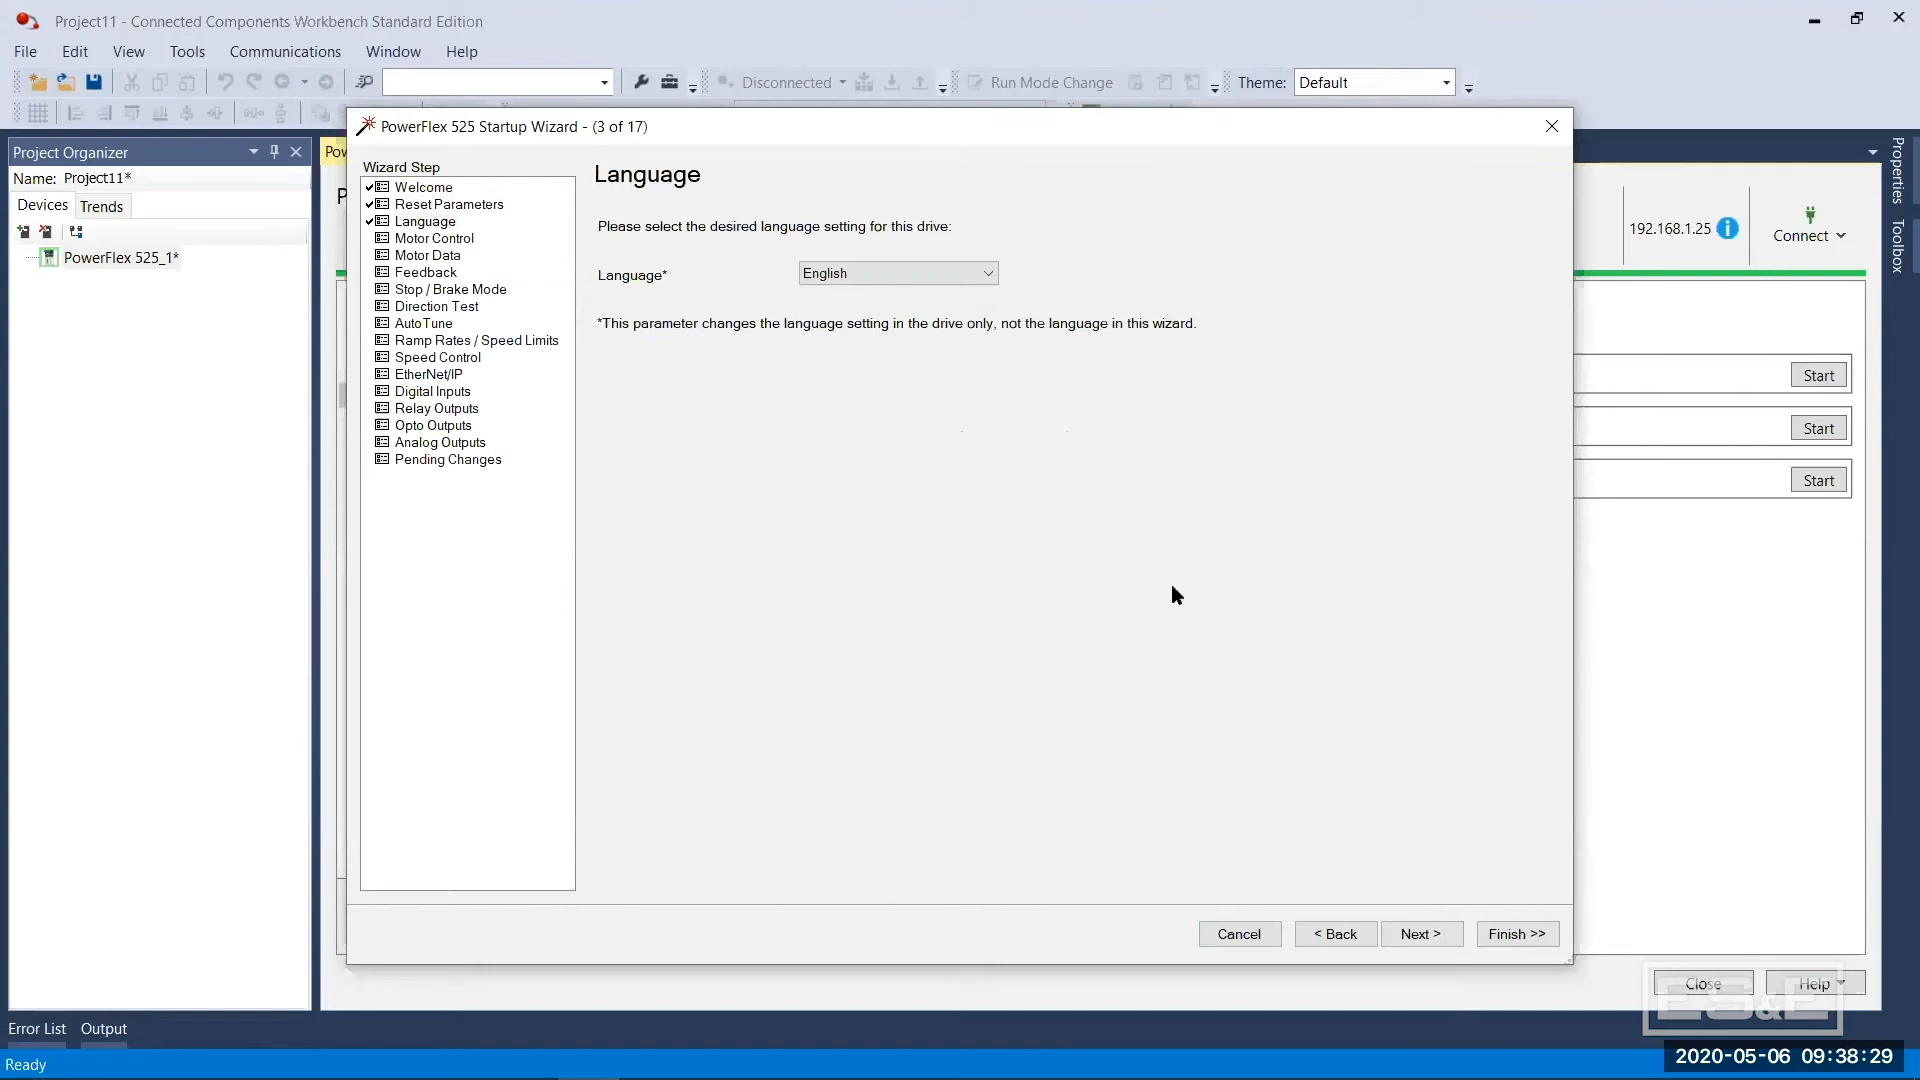 Project11 - Connected Components Workbench Standard Edition
File Edit View Tools Communications Window Help
Disconnected Run Mode Change Theme: Default
Project Organizer
Name: Project11*
Devices Trends
PowerFlex 525_1*
PowerFlex 525 Startup Wizard - (3 of 17)
Wizard Step
Welcome
Reset Parameters
Language
Motor Control
Motor Data
Feedback
Stop / Brake Mode
Direction Test
AutoTune
Ramp Rates / Speed Limits
Speed Control
EtherNet/IP
Digital Inputs
Relay Outputs
Opto Outputs
Analog Outputs
Pending Changes
Language
Please select the desired language setting for this drive:
Language* English
*This parameter changes the language setting in the drive only, not the language in this wizard.
Cancel < Back Next > Finish >>
192.168.1.25 Connect
Start
Start
Start
Properties
Toolbox
Close Help
ES&E
Error List Output
Ready
2020-05-06 09:38:29